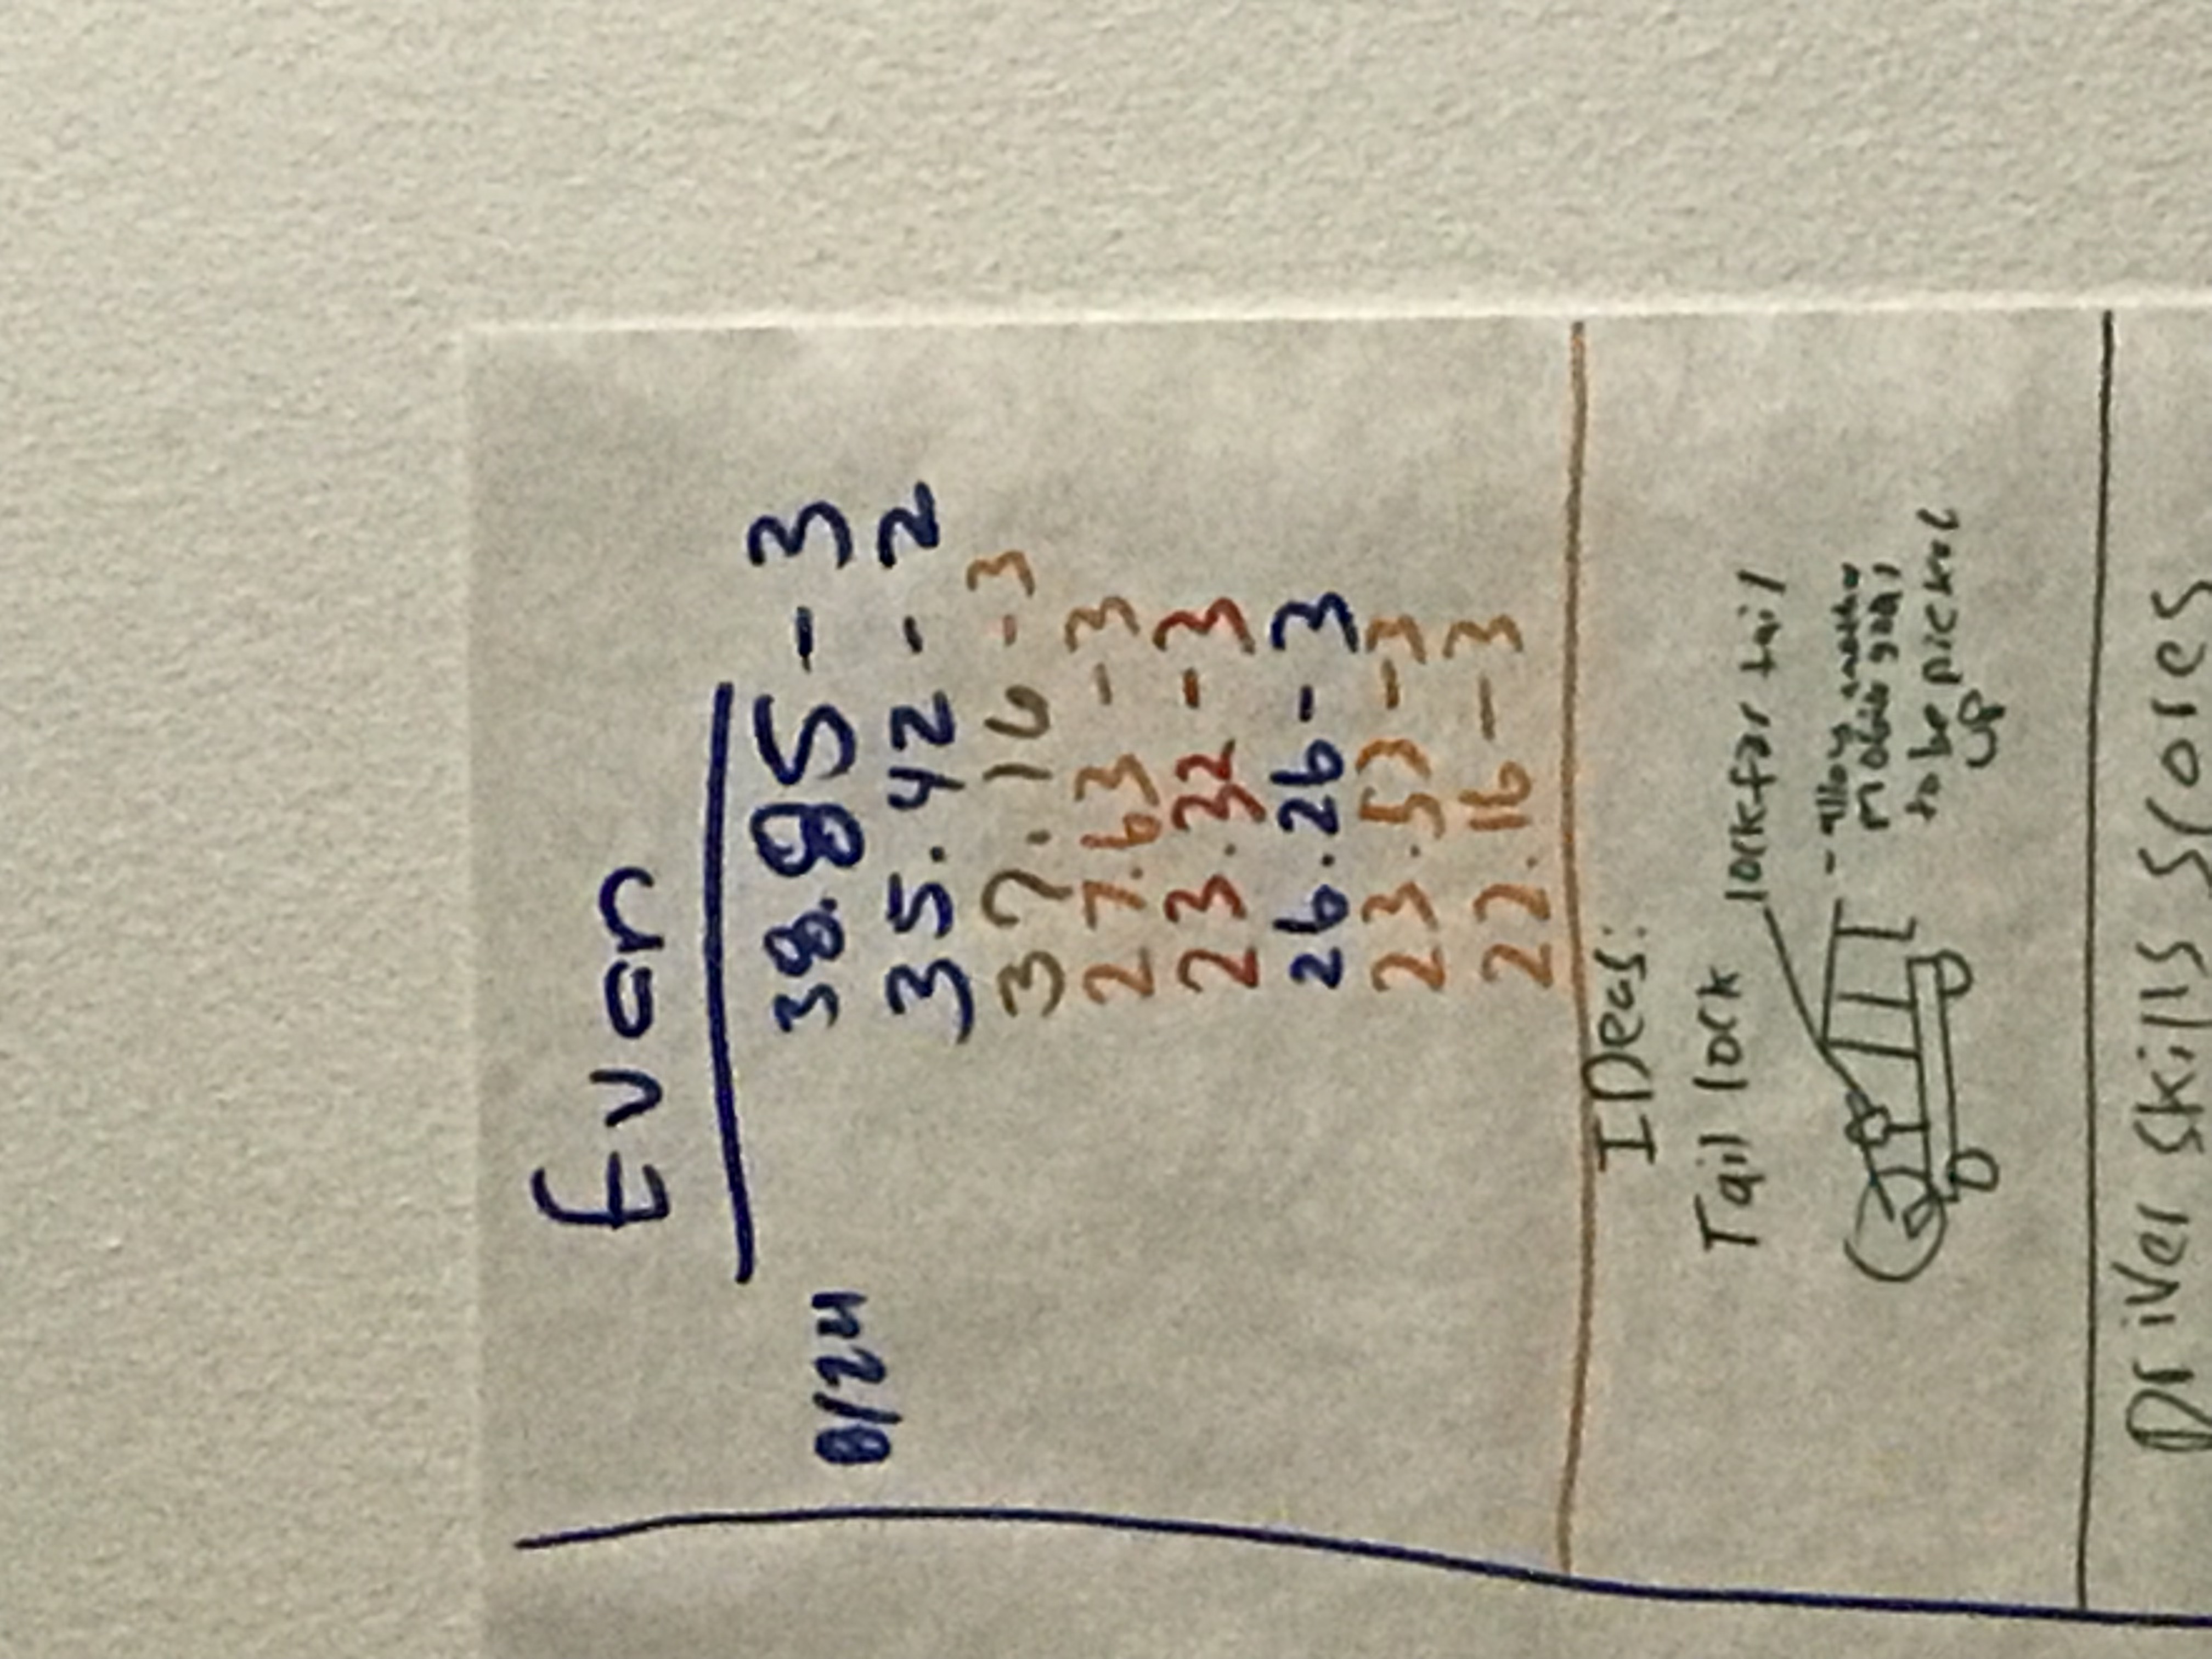 Evan
8/24
38.85 - 3
35.42 - 2
37.16 - 3
27.63 - 3
23.32 - 3
26.26 - 3
23.53 - 3
22.16 - 3
IDeas:
Tail lock
lock for tail
- allows another
mobile goal
to be picked
up
Driver skills scores